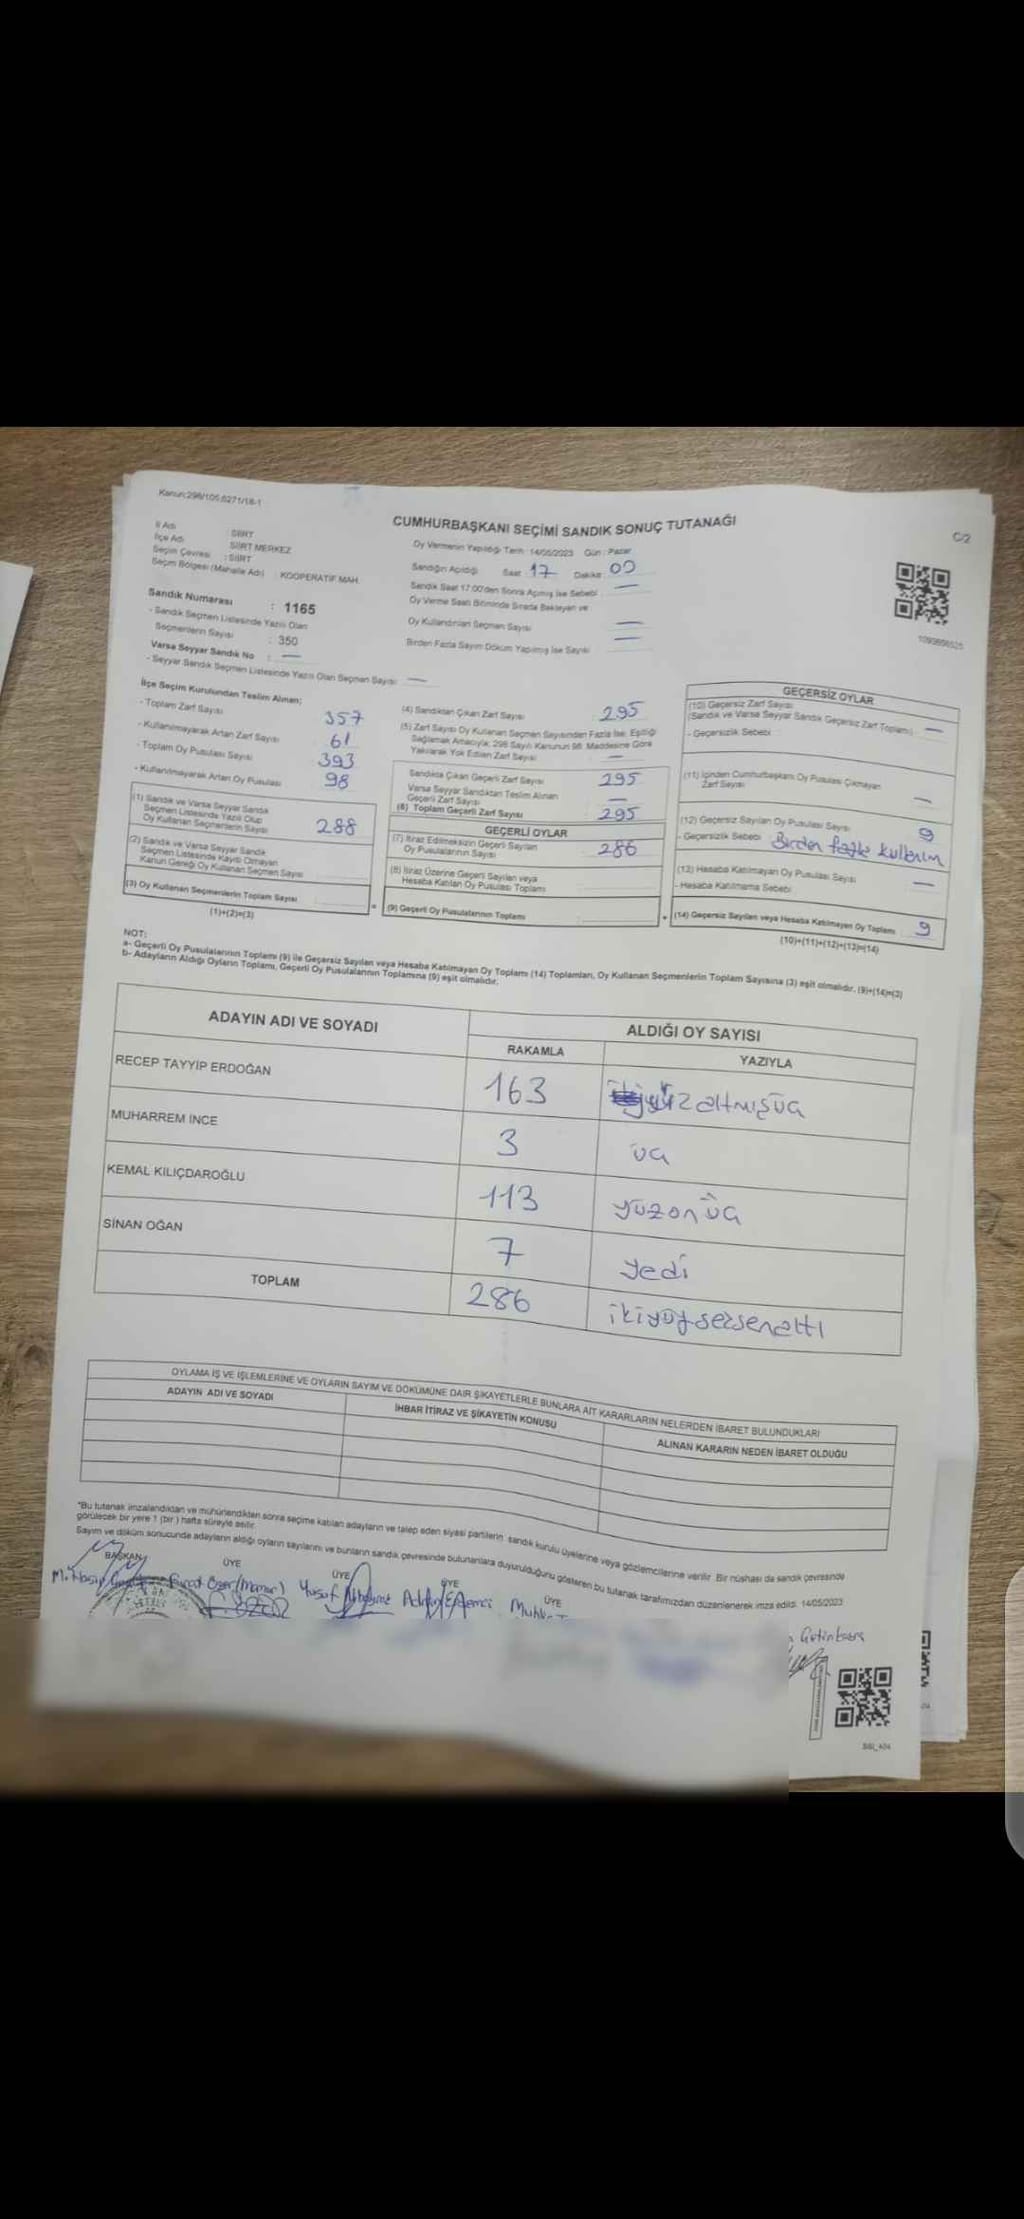 Kanun:298/105,6271/18-1
CUMHURBAŞKANI SEÇİMİ SANDIK SONUÇ TUTANAĞI
C/2
İl Adı : SİİRT
İlçe Adı : SİİRT MERKEZ
Seçim Çevresi : SİİRT
Seçim Bölgesi (Mahalle Adı) : KOOPERATİF MAH.
Oy Vermenin Yapıldığı Tarih : 14/05/2023 Gün : Pazar
Sandığın Açıldığı Saat 17 Dakika 00
Sandık Saat 17:00'den Sonra Açılmış İse Sebebi —
Oy Verme Saati Bitiminde Sırada Bekleyen ve
Oy Kullandırılan Seçmen Sayısı —
Birden Fazla Sayım Döküm Yapılmış İse Sayısı —
Sandık Numarası : 1165
- Sandık Seçmen Listesinde Yazılı Olan
Seçmenlerin Sayısı : 350
Varsa Seyyar Sandık No : —
- Seyyar Sandık Seçmen Listesinde Yazılı Olan Seçmen Sayısı —
1093898525
İlçe Seçim Kurulundan Teslim Alınan;
- Toplam Zarf Sayısı 357
- Kullanılmayarak Artan Zarf Sayısı 61
- Toplam Oy Pusulası Sayısı 393
- Kullanılmayarak Artan Oy Pusulası 98
(1) Sandık ve Varsa Seyyar Sandık
Seçmen Listesinde Yazılı Olup
Oy Kullanan Seçmenlerin Sayısı 288
(2) Sandık ve Varsa Seyyar Sandık
Seçmen Listesinde Kaydı Olmayan
Kanun Gereği Oy Kullanan Seçmen Sayısı
(3) Oy Kullanan Seçmenlerin Toplam Sayısı
(1)+(2)=(3)
(4) Sandıktan Çıkan Zarf Sayısı 295
(5) Zarf Sayısı Oy Kullanan Seçmen Sayısından Fazla İse, Eşitliği
Sağlamak Amacıyla; 298 Sayılı Kanunun 98. Maddesine Göre
Yakılarak Yok Edilen Zarf Sayısı —
Sandıkta Çıkan Geçerli Zarf Sayısı 295
Varsa Seyyar Sandıktan Teslim Alınan
Geçerli Zarf Sayısı —
(6) Toplam Geçerli Zarf Sayısı 295
GEÇERLİ OYLAR
(7) İtiraz Edilmeksizin Geçerli Sayılan
Oy Pusulalarının Sayısı 286
(8) İtiraz Üzerine Geçerli Sayılan veya
Hesaba Katılan Oy Pusulası Toplamı
(9) Geçerli Oy Pusulalarının Toplamı
GEÇERSİZ OYLAR
(10) Geçersiz Zarf Sayısı
(Sandık ve Varsa Seyyar Sandık Geçersiz Zarf Toplamı) —
- Geçersizlik Sebebi
(11) İçinden Cumhurbaşkanı Oy Pusulası Çıkmayan
Zarf Sayısı —
(12) Geçersiz Sayılan Oy Pusulası Sayısı 9
- Geçersizlik Sebebi Birden fazla kullanım
(13) Hesaba Katılmayan Oy Pusulası Sayısı —
- Hesaba Katılmama Sebebi
(14) Geçersiz Sayılan veya Hesaba Katılmayan Oy Toplamı 9
(10)+(11)+(12)+(13)=(14)
NOT:
a- Geçerli Oy Pusulalarının Toplamı (9) ile Geçersiz Sayılan veya Hesaba Katılmayan Oy Toplamı (14) Toplamları, Oy Kullanan Seçmenlerin Toplam Sayısına (3) eşit olmalıdır. (9)+(14)=(3)
b- Adayların Aldığı Oyların Toplamı, Geçerli Oy Pusulalarının Toplamına (9) eşit olmalıdır.
ADAYIN ADI VE SOYADI ALDIĞI OY SAYISI
RAKAMLA YAZIYLA
RECEP TAYYİP ERDOĞAN 163 yüz altmışüç
MUHARREM İNCE 3 üç
KEMAL KILIÇDAROĞLU 113 yüzonüç
SİNAN OĞAN 7 yedi
TOPLAM 286 ikiyüzseksenaltı
OYLAMA İŞ VE İŞLEMLERİNE VE OYLARIN SAYIM VE DÖKÜMÜNE DAİR ŞİKAYETLERLE BUNLARA AİT KARARLARIN NELERDEN İBARET BULUNDUKLARI
ADAYIN ADI VE SOYADI İHBAR İTİRAZ VE ŞİKAYETİN KONUSU ALINAN KARARIN NEDEN İBARET OLDUĞU
*Bu tutanak imzalandıktan ve mühürlendikten sonra seçime katılan adayların ve talep eden siyasi partilerin sandık kurulu üyelerine veya gözlemcilerine verilir. Bir nüshası da sandık çevresinde
görülecek bir yere 1 (bir) hafta süreyle asılır.
Sayım ve döküm sonucunda adayların aldığı oyların sayılarını ve bunların sandık çevresinde bulunanlara duyurulduğunu gösteren bu tutanak tarafımızdan düzenlenerek imza edildi. 14/05/2023
BAŞKAN ÜYE ÜYE ÜYE ÜYE